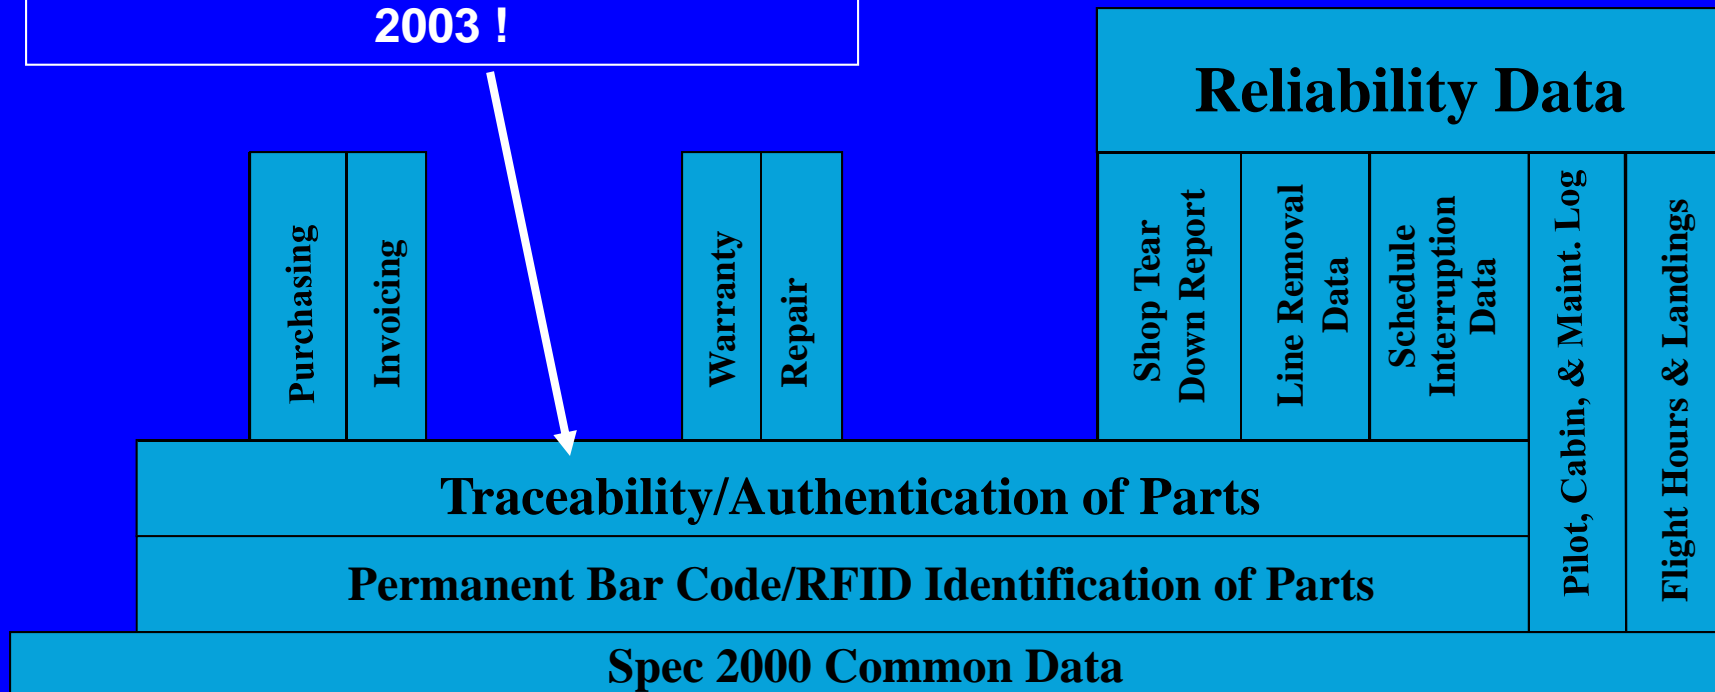 2003 !
Reliability Data
Purchasing
Invoicing
Warranty
Repair
Shop Tear
Down Report
Line Removal
Data
Schedule
Interruption
Data
Pilot, Cabin, & Maint. Log
Flight Hours & Landings
Traceability/Authentication of Parts
Permanent Bar Code/RFID Identification of Parts
Spec 2000 Common Data